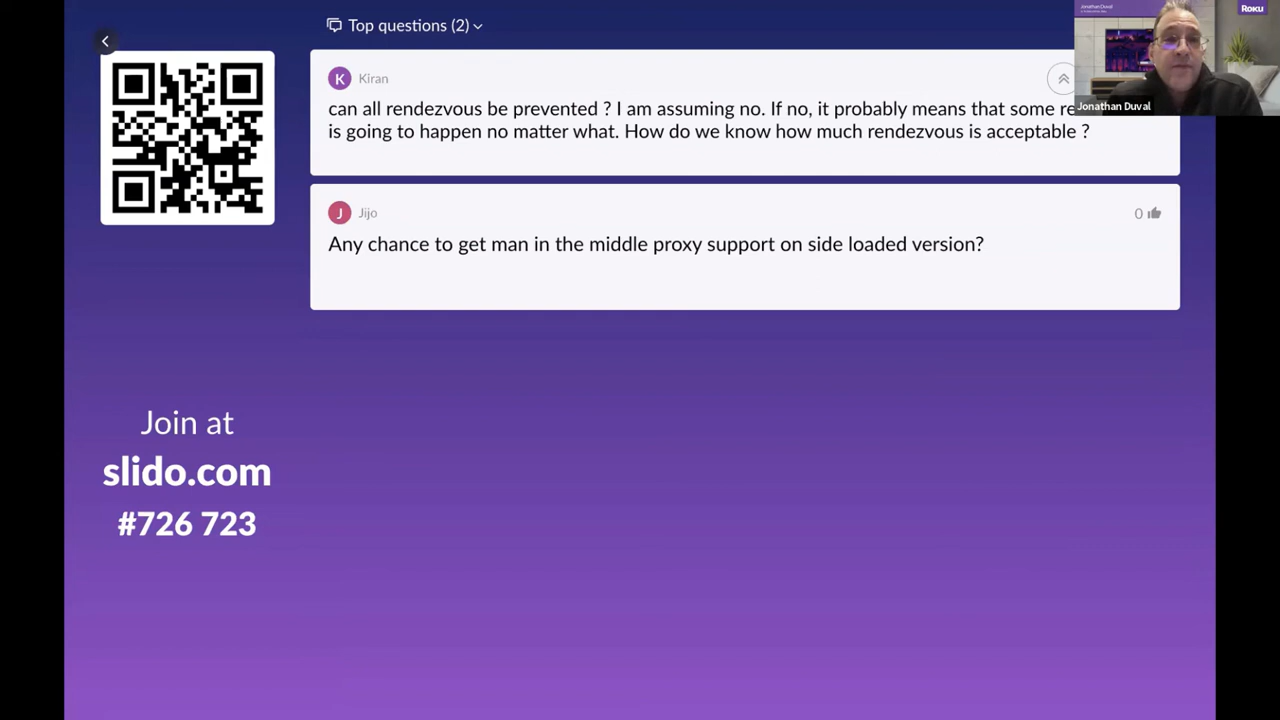 Top questions (2)
Jonathan Duval
Roku
K Kiran
can all rendezvous be prevented ? I am assuming no. If no, it probably means that some re
is going to happen no matter what. How do we know how much rendezvous is acceptable ?
Jonathan Duval
J Jijo
0
Any chance to get man in the middle proxy support on side loaded version?
Join at
slido.com
#726 723